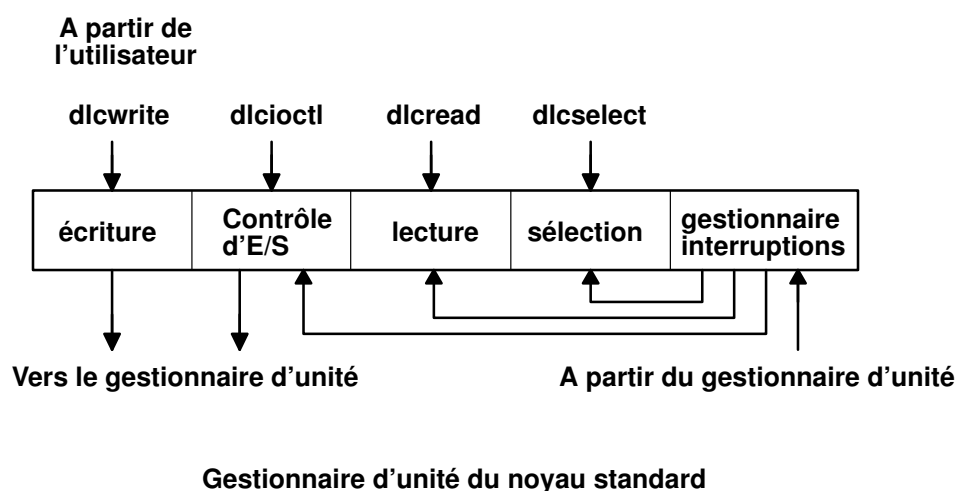 A partir de
l’utilisateur
dlcwrite dlcioctl dlcread dlcselect
écriture Contrôle d’E/S lecture sélection gestionnaire interruptions
Vers le gestionnaire d’unité A partir du gestionnaire d’unité
Gestionnaire d’unité du noyau standard